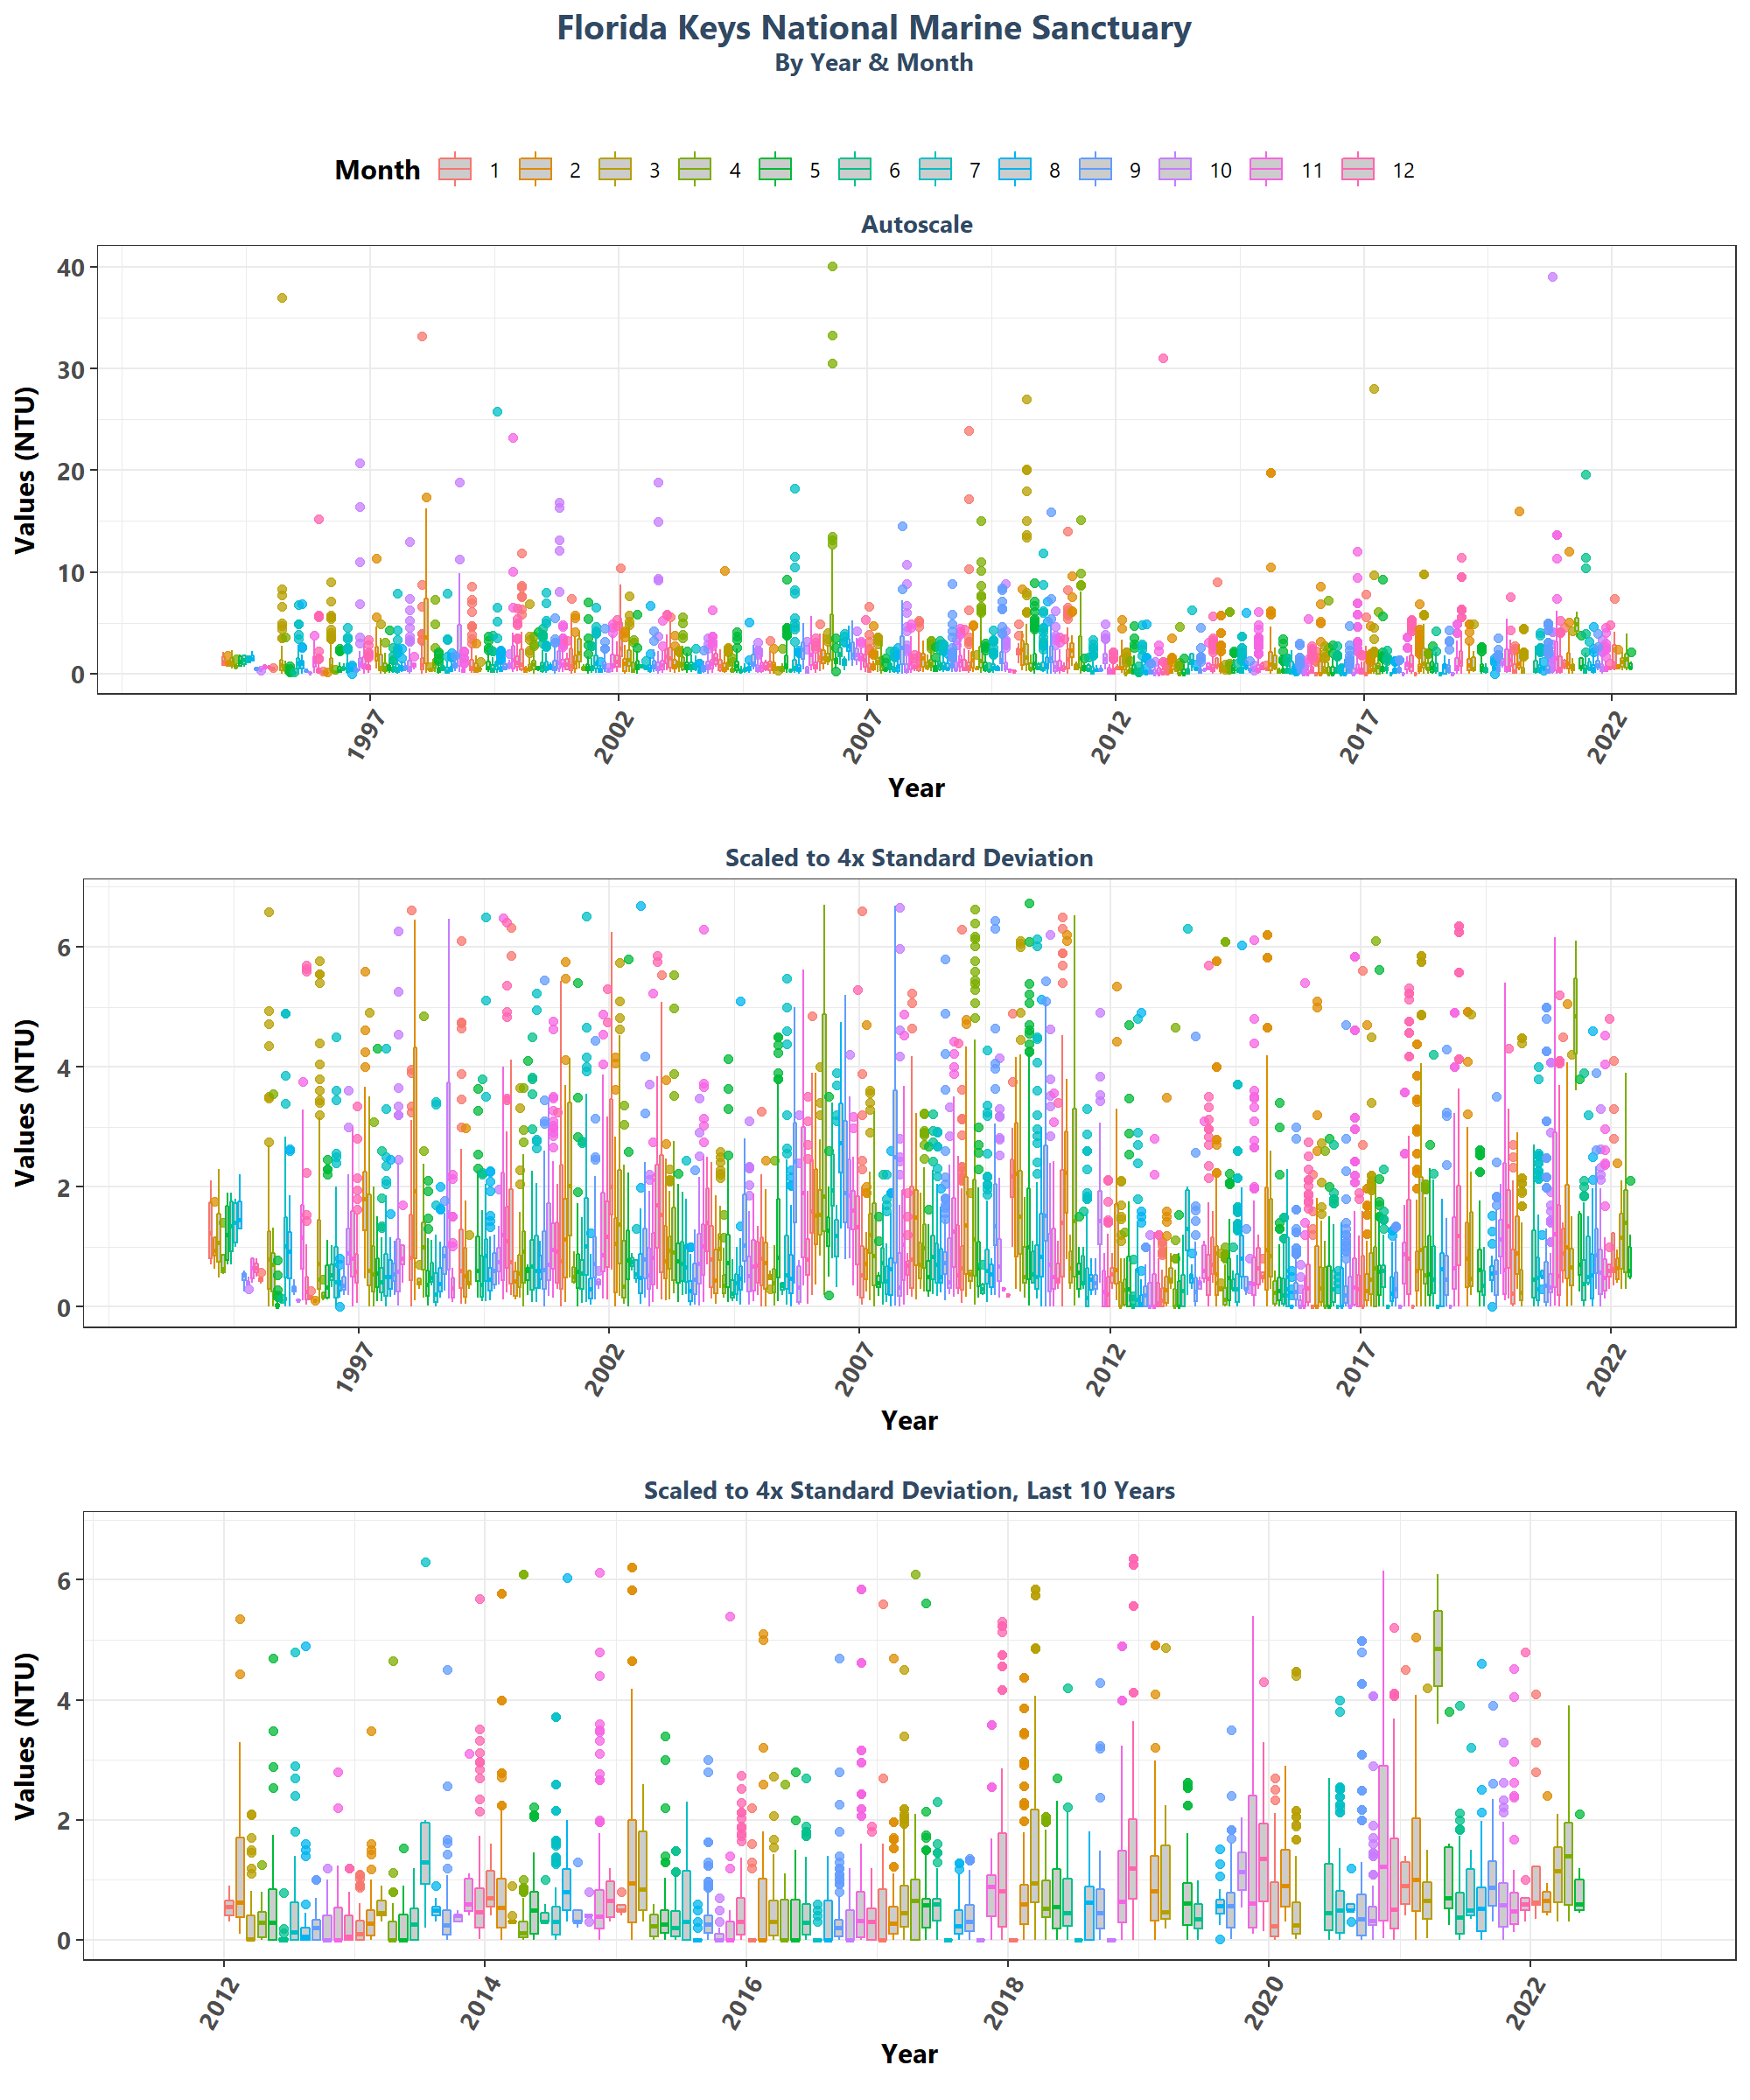 Florida Keys National Marine Sanctuary
By Year & Month
Month 1 2 3 4 5 6 7 8 9 10 11 12
Autoscale
Values (NTU)
40
30
20
10
0
1997 2002 2007 2012 2017 2022
Year
Scaled to 4x Standard Deviation
Values (NTU)
6
4
2
0
1997 2002 2007 2012 2017 2022
Year
Scaled to 4x Standard Deviation, Last 10 Years
Values (NTU)
6
4
2
0
2012 2014 2016 2018 2020 2022
Year